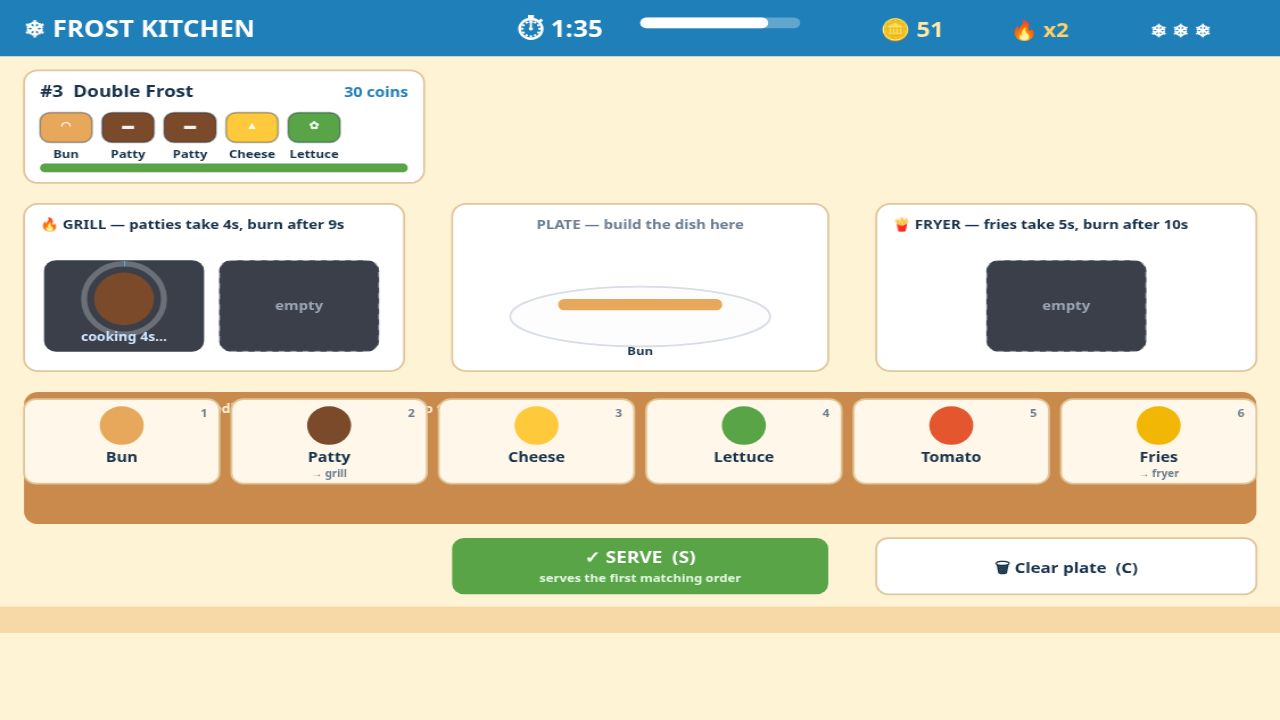 ❄ FROST KITCHEN
⏱ 1:35
🪙 51
🔥 x2
❄ ❄ ❄
#3 Double Frost
30 coins
Bun Patty Patty Cheese Lettuce
🔥 GRILL — patties take 4s, burn after 9s
cooking 4s...
empty
PLATE — build the dish here
Bun
🍟 FRYER — fries take 5s, burn after 10s
empty
1
Bun
2
Patty
→ grill
3
Cheese
4
Lettuce
5
Tomato
6
Fries
→ fryer
✓ SERVE (S)
serves the first matching order
🗑 Clear plate (C)